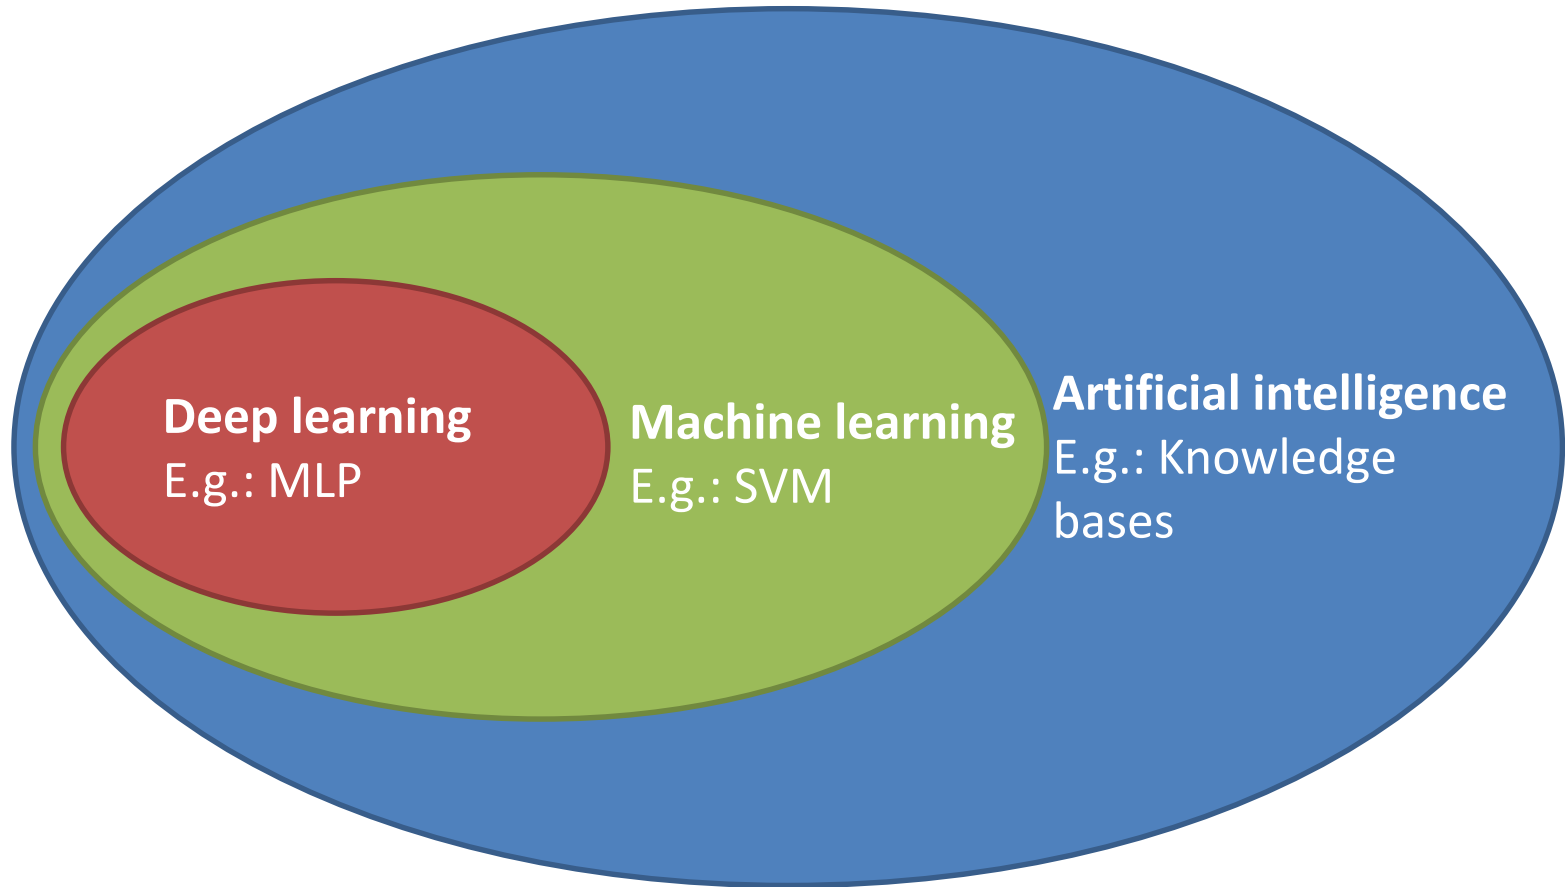 Deep learning
E.g.: MLP
Machine learning
E.g.: SVM
Artificial intelligence
E.g.: Knowledge
bases